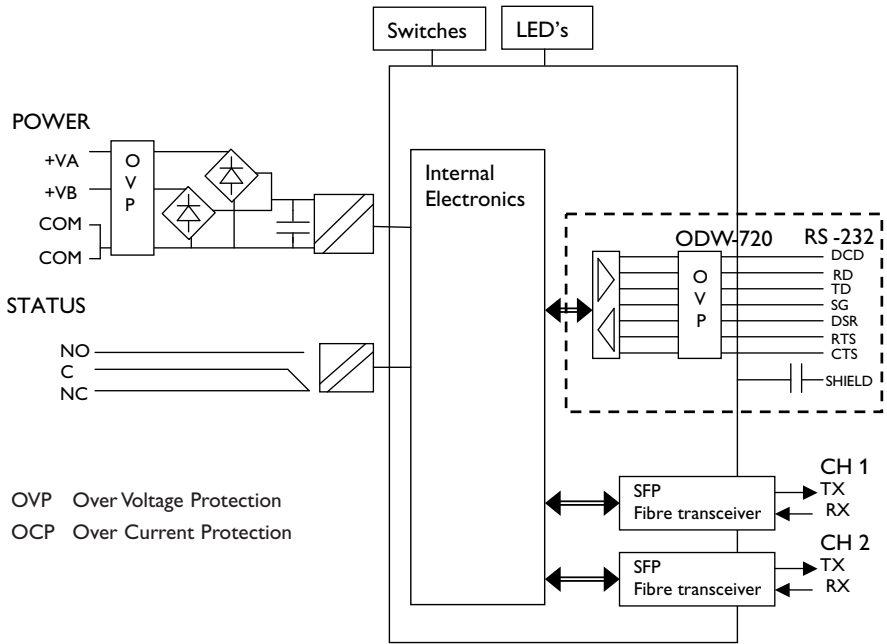 Switches
LED's
POWER
+VA
+VB
COM
COM
O
V
P
STATUS
NO
C
NC
Internal
Electronics
ODW-720
RS -232
O
V
P
DCD
RD
TD
SG
DSR
RTS
CTS
SHIELD
OVP Over Voltage Protection
OCP Over Current Protection
SFP
Fibre transceiver
CH 1
TX
RX
SFP
Fibre transceiver
CH 2
TX
RX